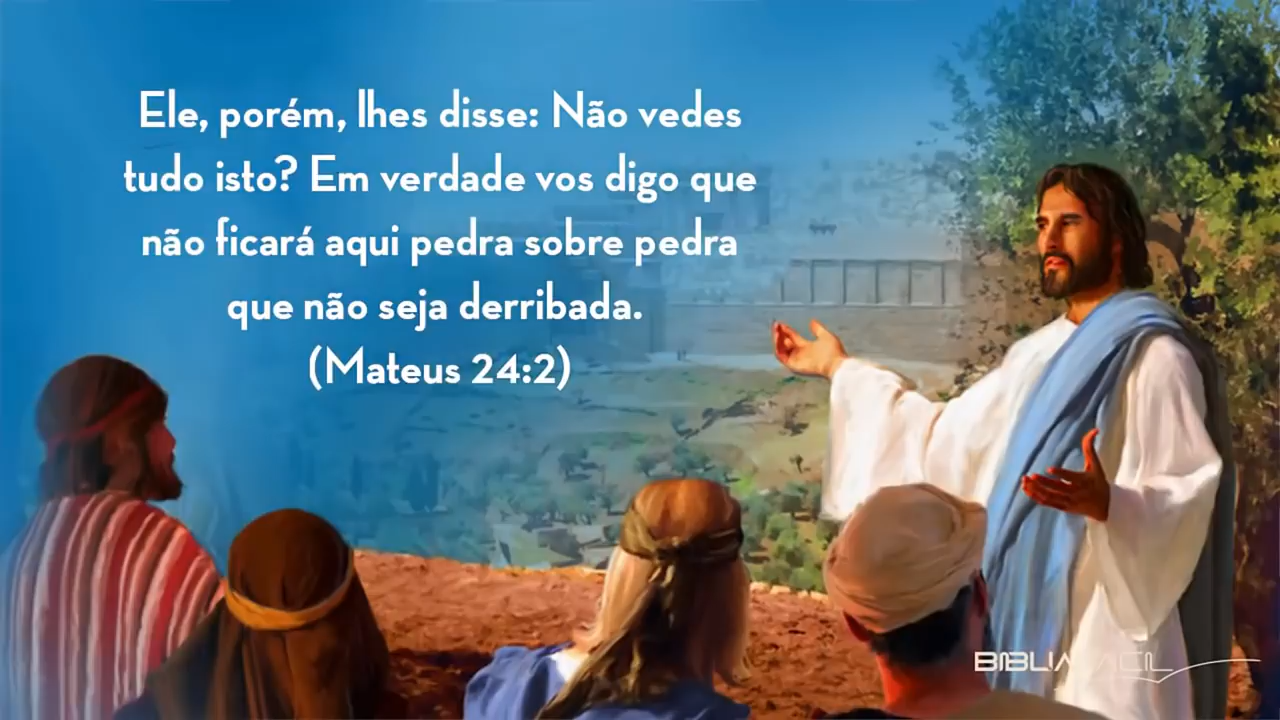 Ele, porém, lhes disse: Não vedes
tudo isto? Em verdade vos digo que
não ficará aqui pedra sobre pedra
que não seja derribada.
(Mateus 24:2)